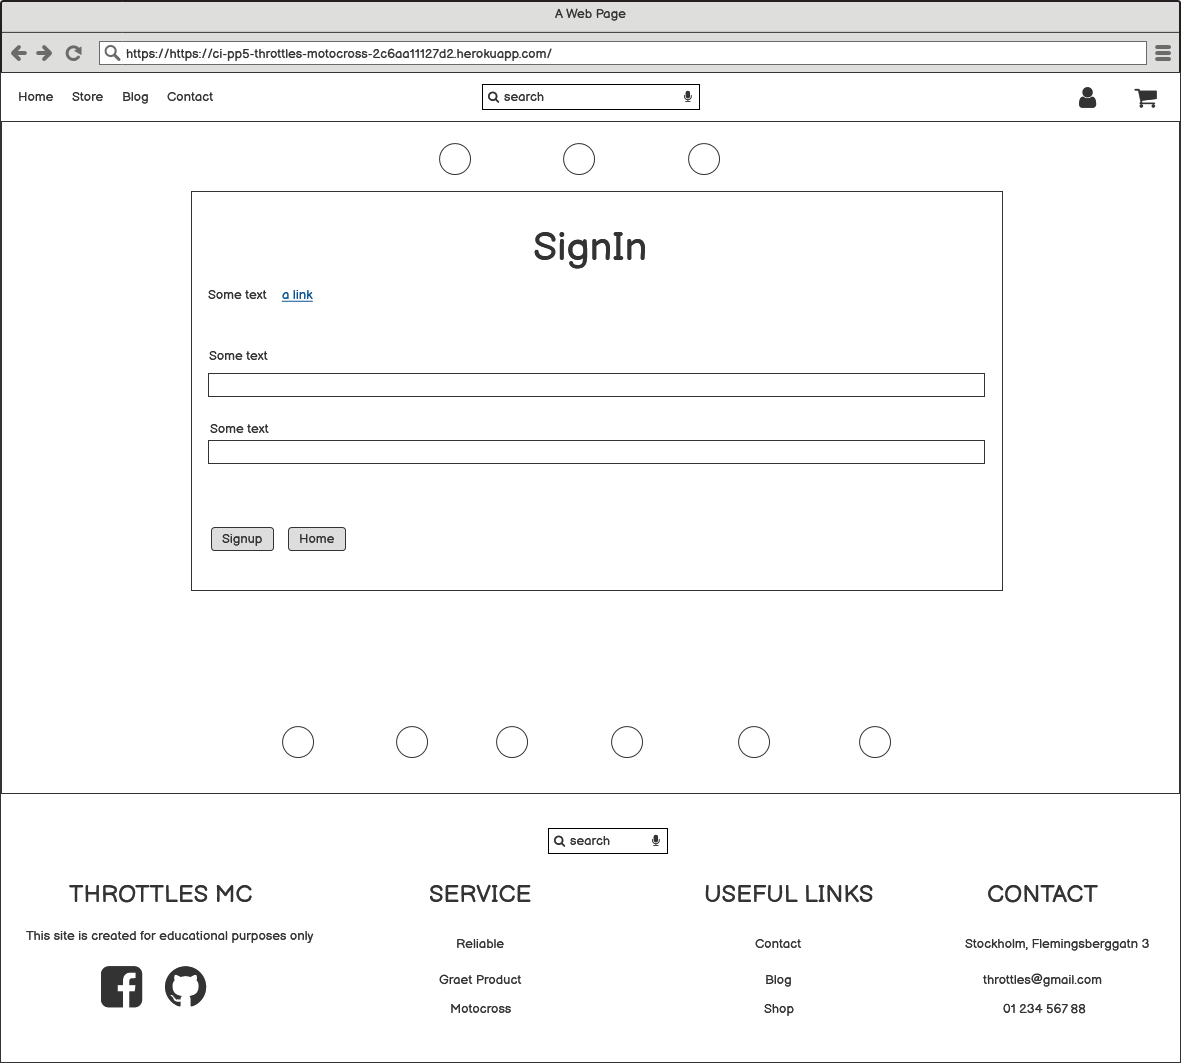 A Web Page
https://https://ci-pp5-throttles-motocross-2c6aa11127d2.herokuapp.com/
Home Store Blog Contact search
SignIn
Some text a link
Some text
Some text
Signup Home
search
THROTTLES MC SERVICE USEFUL LINKS CONTACT
This site is created for educational purposes only
Reliable Contact Stockholm, Flemingsberggatn 3
Graet Product Blog throttles@gmail.com
Motocross Shop 01 234 567 88